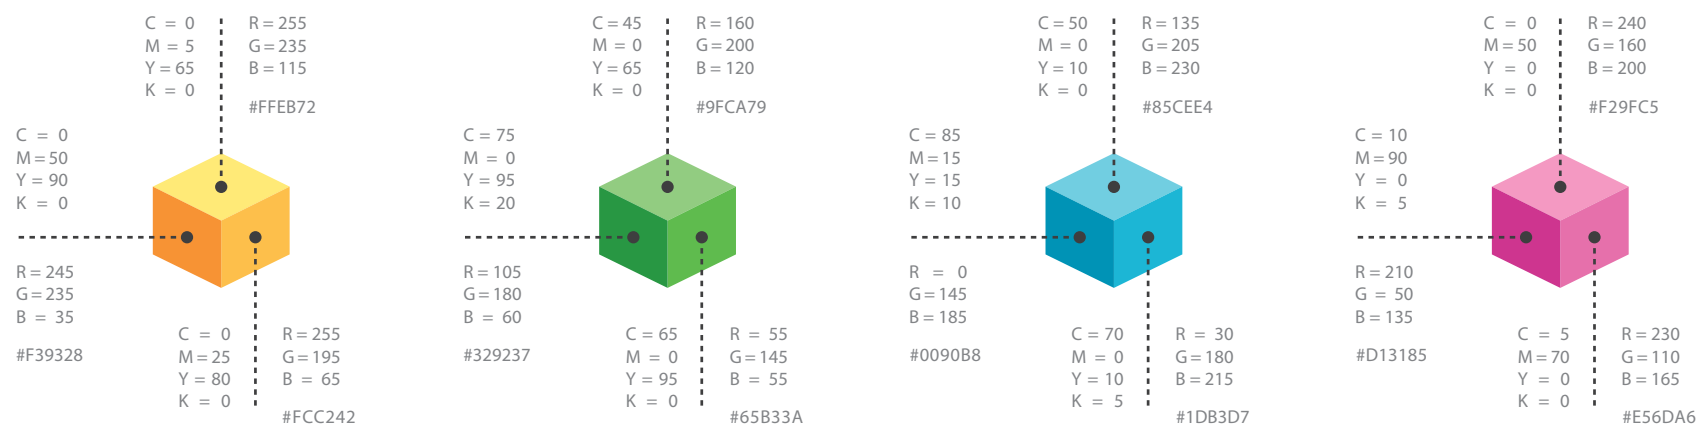 C = 0
M = 5
Y = 65
K = 0
R = 255
G = 235
B = 115
#FFEB72
C = 0
M = 50
Y = 90
K = 0
R = 245
G = 235
B = 35
#F39328
C = 0
M = 25
Y = 80
K = 0
R = 255
G = 195
B = 65
#FCC242
C = 45
M = 0
Y = 65
K = 0
R = 160
G = 200
B = 120
#9FCA79
C = 75
M = 0
Y = 95
K = 20
R = 105
G = 180
B = 60
#329237
C = 65
M = 0
Y = 95
K = 0
R = 55
G = 145
B = 55
#65B33A
C = 50
M = 0
Y = 10
K = 0
R = 135
G = 205
B = 230
#85CEE4
C = 85
M = 15
Y = 15
K = 10
R = 0
G = 145
B = 185
#0090B8
C = 70
M = 0
Y = 10
K = 5
R = 30
G = 180
B = 215
#1DB3D7
C = 0
M = 50
Y = 0
K = 0
R = 240
G = 160
B = 200
#F29FC5
C = 10
M = 90
Y = 0
K = 5
R = 210
G = 50
B = 135
#D13185
C = 5
M = 70
Y = 0
K = 0
R = 230
G = 110
B = 165
#E56DA6